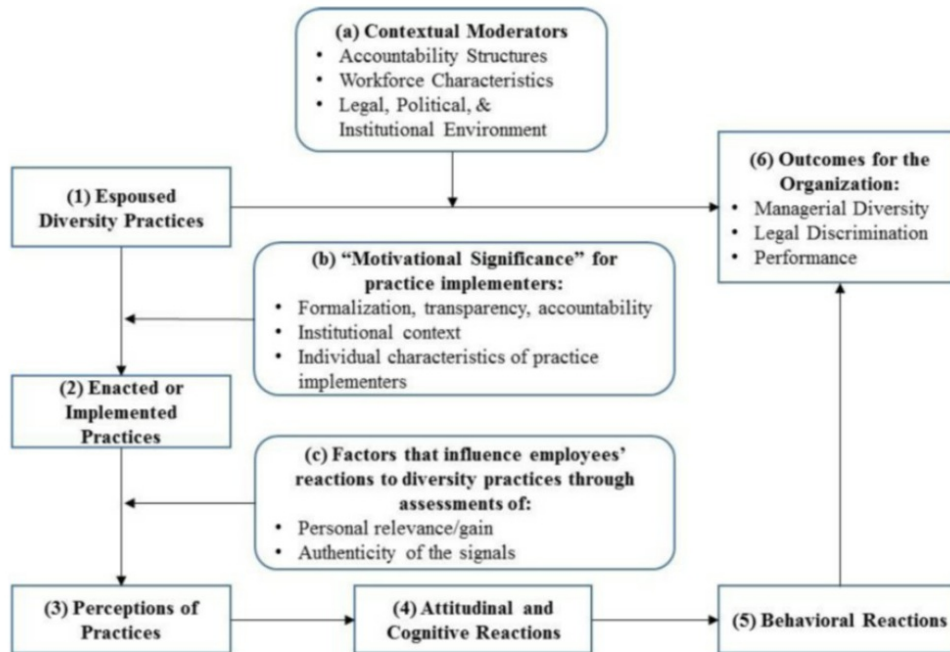 (a) Contextual Moderators
• Accountability Structures
• Workforce Characteristics
• Legal, Political, &
Institutional Environment
(1) Espoused
Diversity Practices
(6) Outcomes for the
Organization:
• Managerial Diversity
• Legal Discrimination
• Performance
(b) “Motivational Significance” for
practice implementers:
• Formalization, transparency, accountability
• Institutional context
• Individual characteristics of practice
implementers
(2) Enacted or
Implemented
Practices
(c) Factors that influence employees’
reactions to diversity practices through
assessments of:
• Personal relevance/gain
• Authenticity of the signals
(3) Perceptions of
Practices
(4) Attitudinal and
Cognitive Reactions
(5) Behavioral Reactions